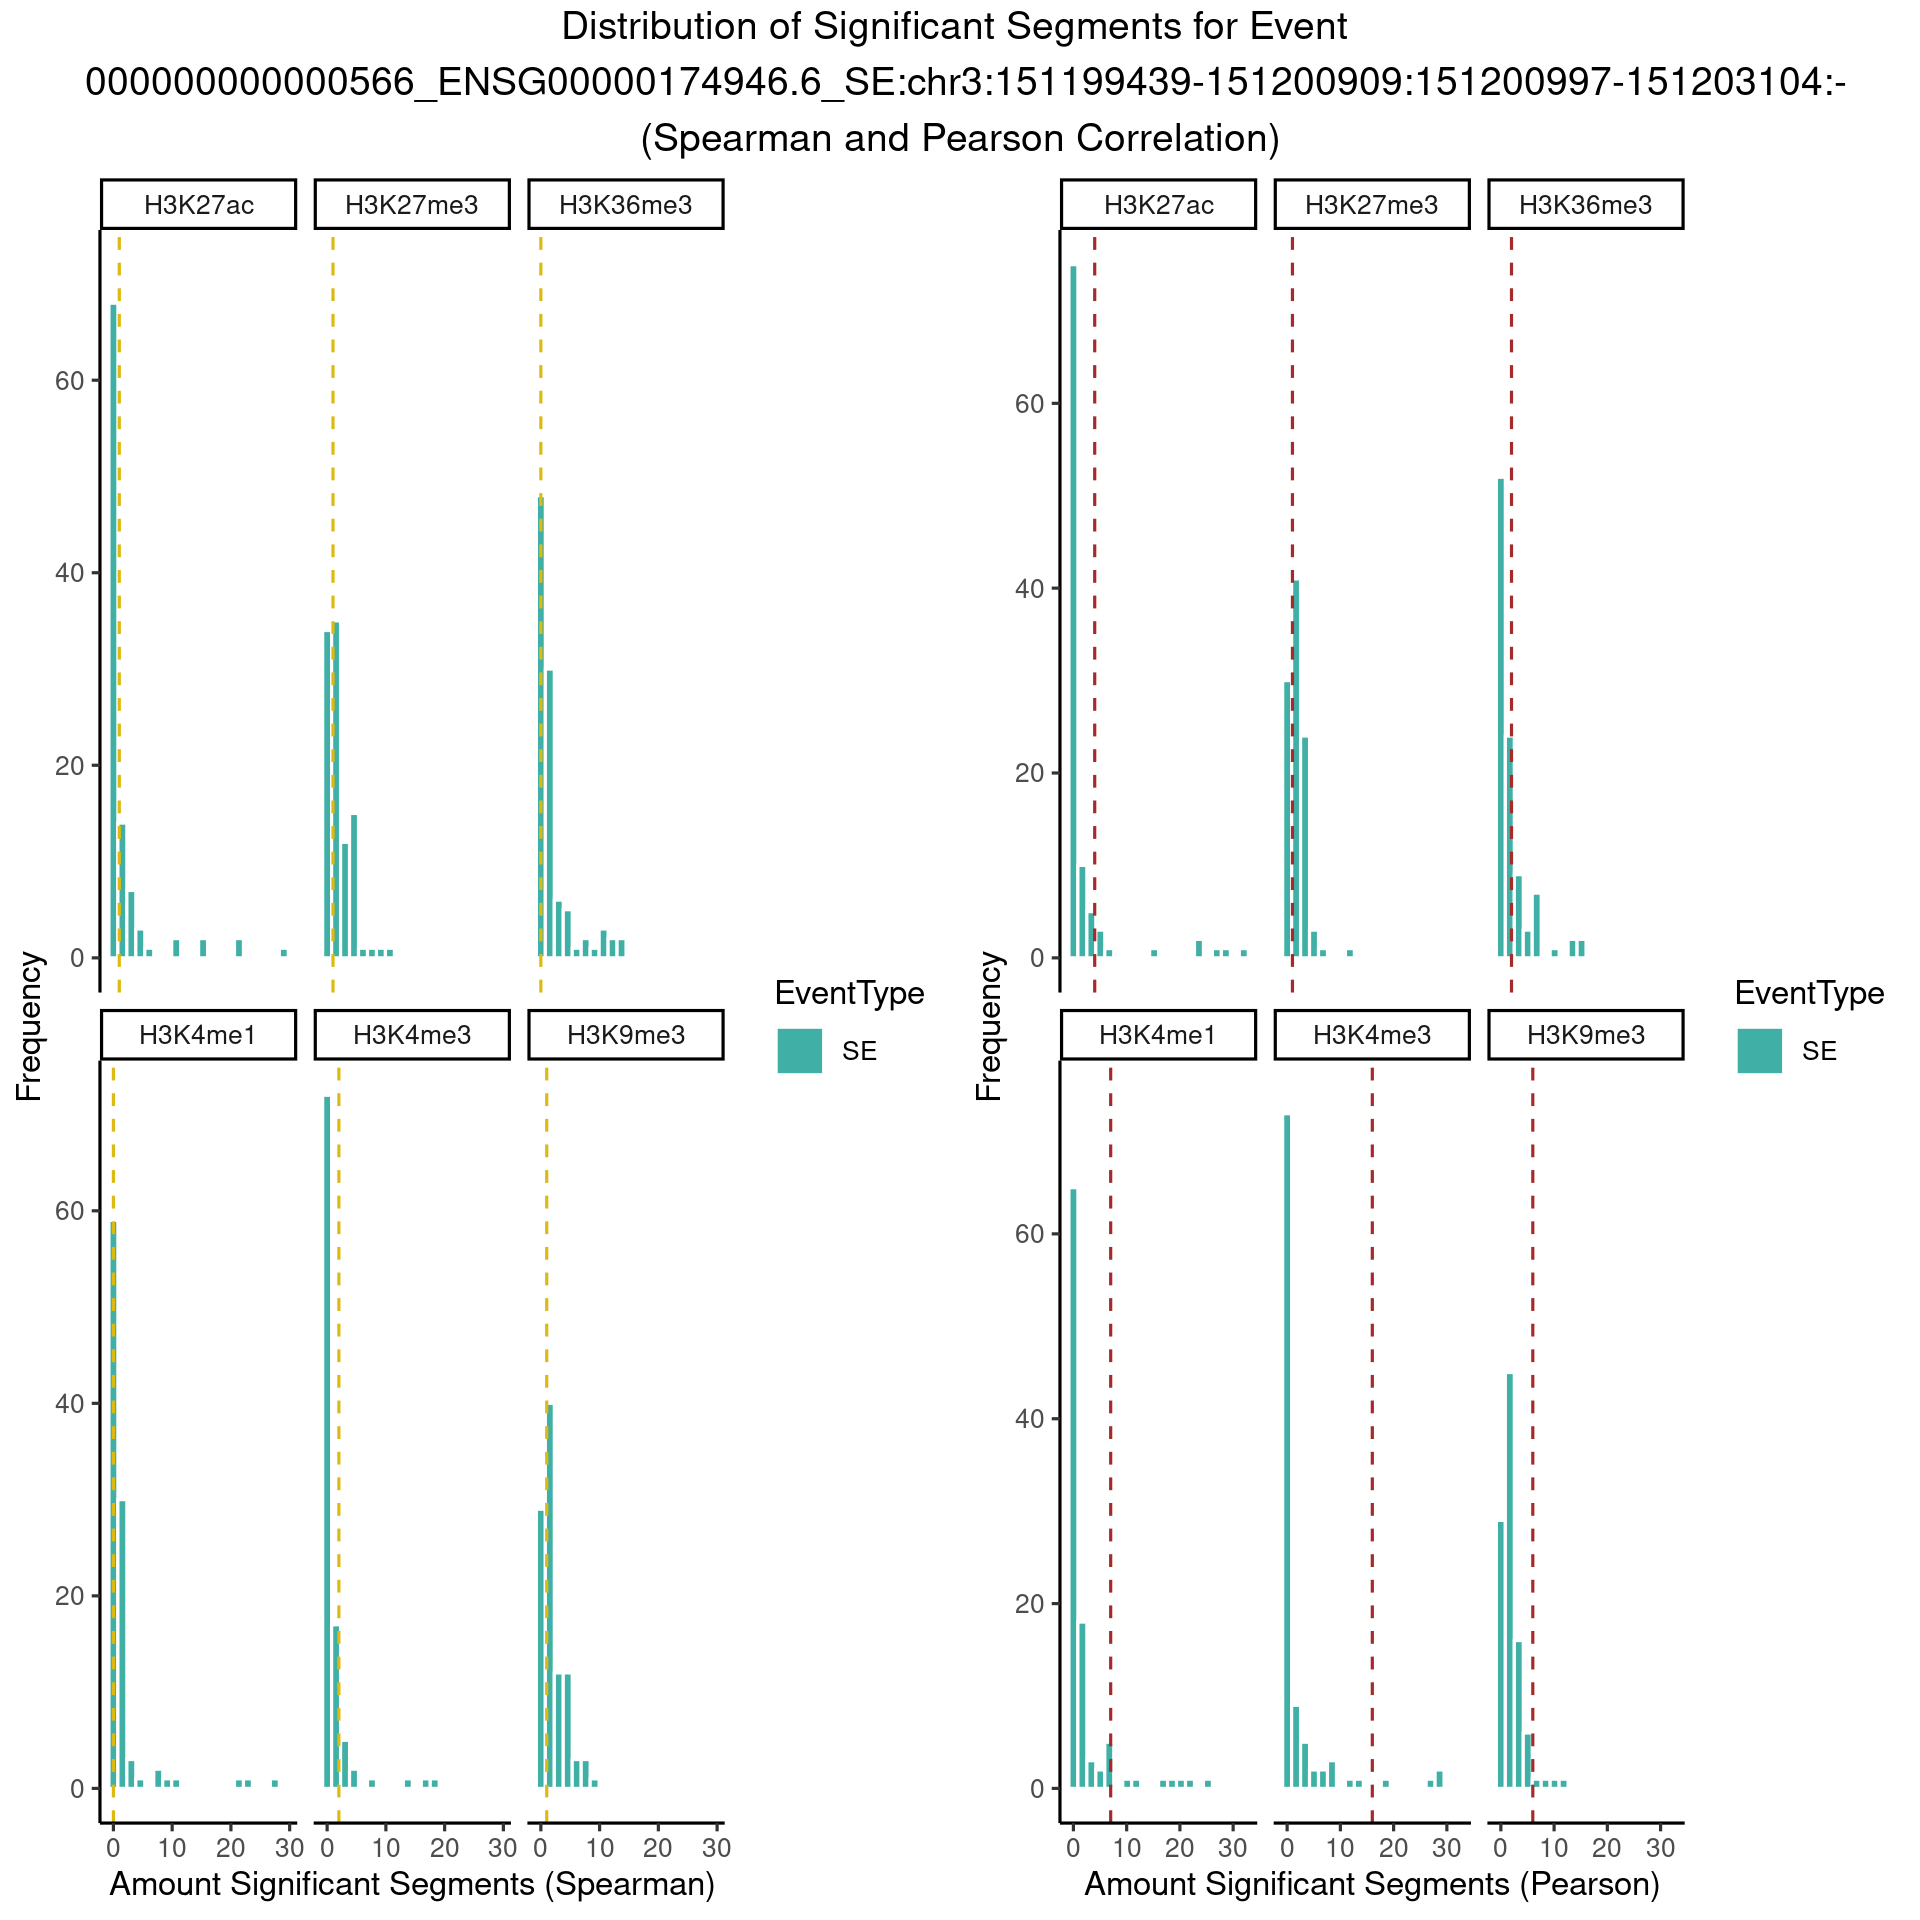 Distribution of Significant Segments for Event
000000000000566_ENSG00000174946.6_SE:chr3:151199439-151200909:151200997-151203104:-
(Spearman and Pearson Correlation)
H3K27ac H3K27me3 H3K36me3
60
40
20
0
H3K4me1 H3K4me3 H3K9me3
60
40
20
0
0 10 20 30 0 10 20 30 0 10 20 30
Frequency
Amount Significant Segments (Spearman)
EventType
SE
H3K27ac H3K27me3 H3K36me3
60
40
20
0
H3K4me1 H3K4me3 H3K9me3
60
40
20
0
0 10 20 30 0 10 20 30 0 10 20 30
Frequency
Amount Significant Segments (Pearson)
EventType
SE